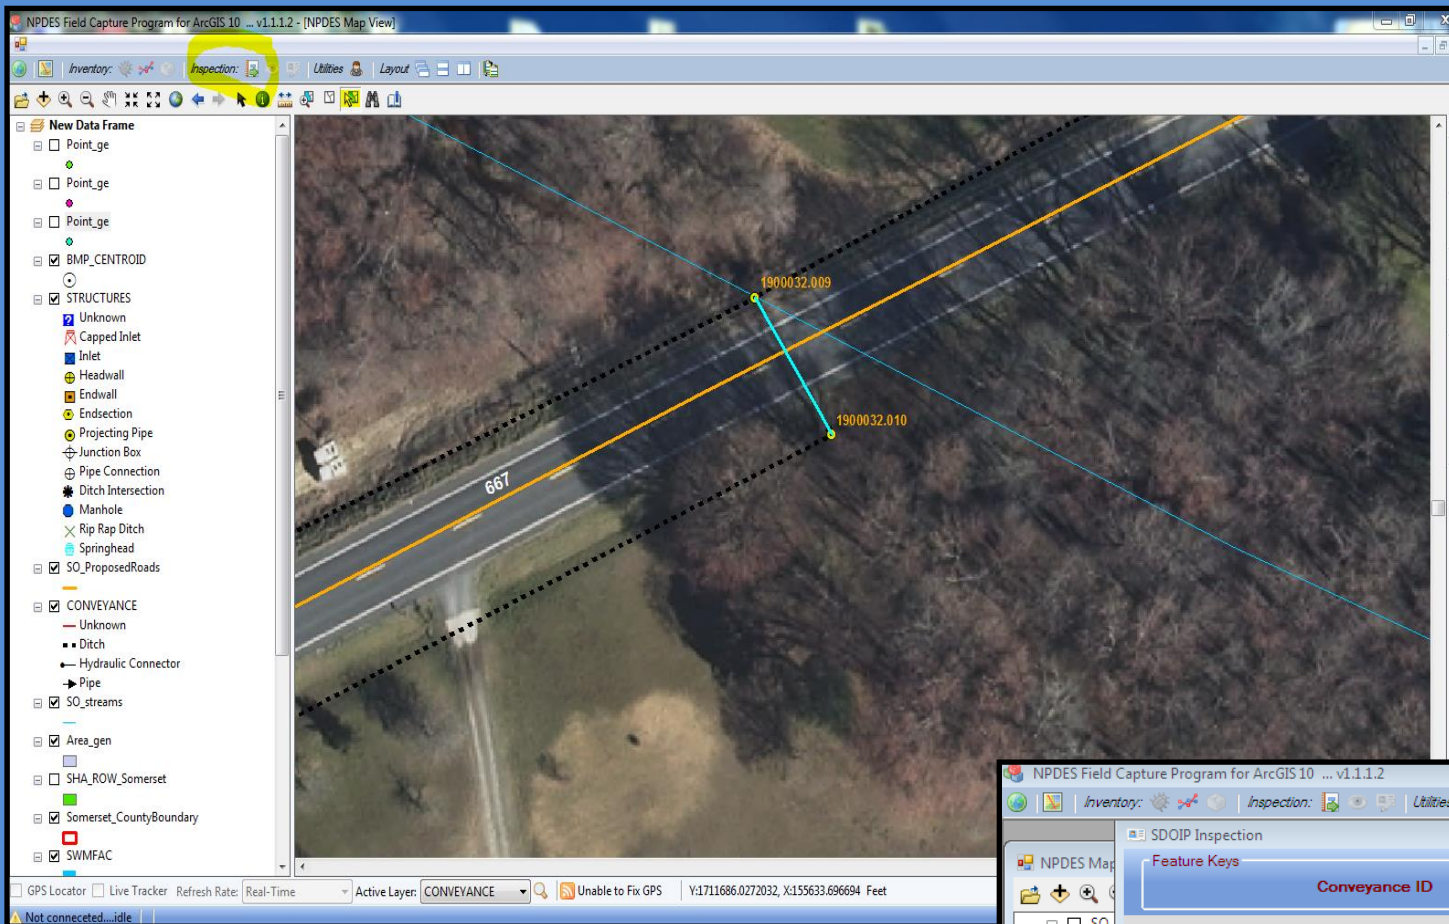 NPDES Field Capture Program for ArcGIS 10 ... v1.1.1.2 - [NPDES Map View]
Inventory: Inspection: Utilities Layout
New Data Frame
Point_ge
Point_ge
Point_ge
BMP_CENTROID
STRUCTURES
Unknown
Capped Inlet
Inlet
Headwall
Endwall
Endsection
Projecting Pipe
Junction Box
Pipe Connection
Ditch Intersection
Manhole
Rip Rap Ditch
Springhead
SO_ProposedRoads
CONVEYANCE
Unknown
Ditch
Hydraulic Connector
Pipe
SO_streams
Area_gen
SHA_ROW_Somerset
Somerset_CountyBoundary
SWMFAC
1900032.009
1900032.010
667
GPS Locator Live Tracker Refresh Rate: Real-Time Active Layer: CONVEYANCE Unable to Fix GPS Y:1711686.0272032, X:155633.696694 Feet
Not conneceted....idle
NPDES Field Capture Program for ArcGIS 10 ... v1.1.1.2
Inventory: Inspection: Utilities
SDOIP Inspection
NPDES Map
Feature Keys
Conveyance ID
SO